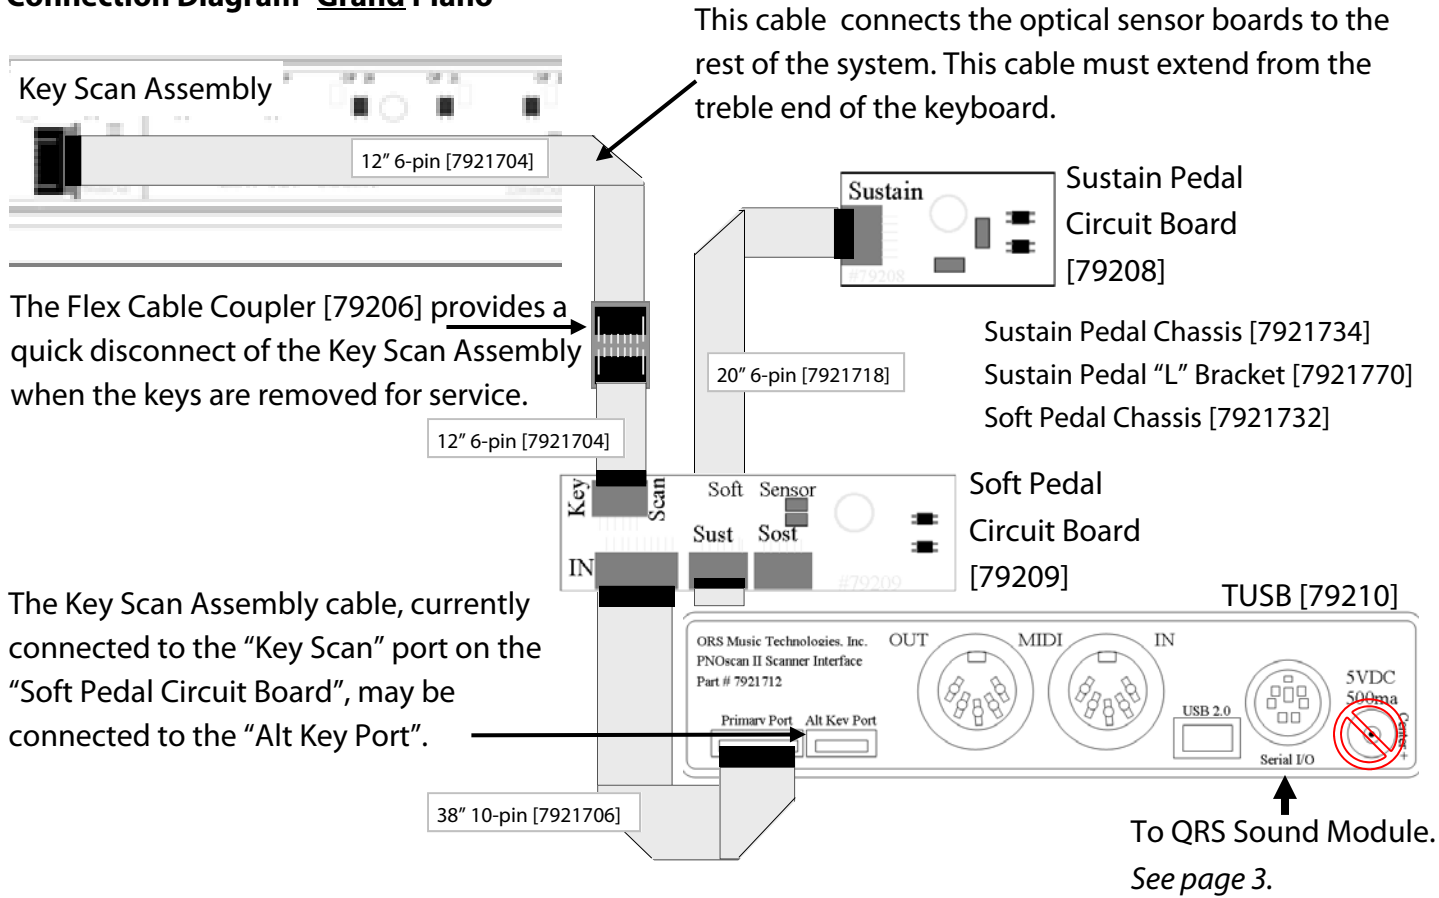 Connection Diagram Grand Piano
This cable connects the optical sensor boards to the
rest of the system. This cable must extend from the
treble end of the keyboard.
Key Scan Assembly
12” 6-pin [7921704]
Sustain
#79208
Sustain Pedal
Circuit Board
[79208]
The Flex Cable Coupler [79206] provides a
quick disconnect of the Key Scan Assembly
when the keys are removed for service.
Sustain Pedal Chassis [7921734]
Sustain Pedal “L” Bracket [7921770]
Soft Pedal Chassis [7921732]
20” 6-pin [7921718]
12” 6-pin [7921704]
Key
Scan
Soft Sensor
Sust Sost
IN
#79209
Soft Pedal
Circuit Board
[79209]
The Key Scan Assembly cable, currently
connected to the “Key Scan” port on the
“Soft Pedal Circuit Board”, may be
connected to the “Alt Key Port”.
TUSB [79210]
QRS Music Technologies, Inc.
PNOscan II Scanner Interface
Part # 7921712
OUT MIDI IN
Primary Port Alt Key Port
USB 2.0
Serial I/O
5VDC
500ma
Center +
38” 10-pin [7921706]
To QRS Sound Module.
See page 3.